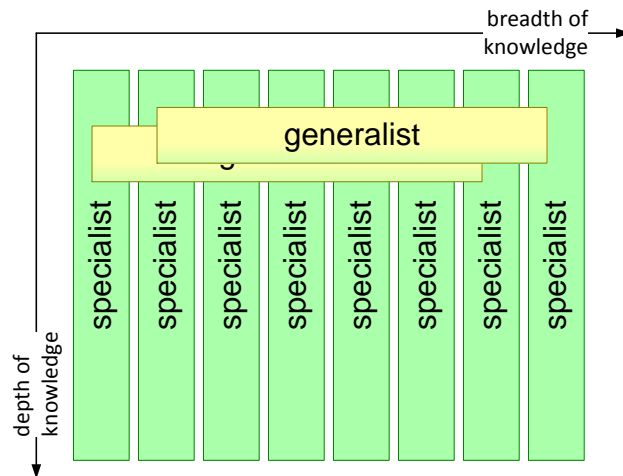 breadth of
knowledge
generalist
specialist
specialist
specialist
specialist
specialist
specialist
specialist
specialist
depth of
knowledge